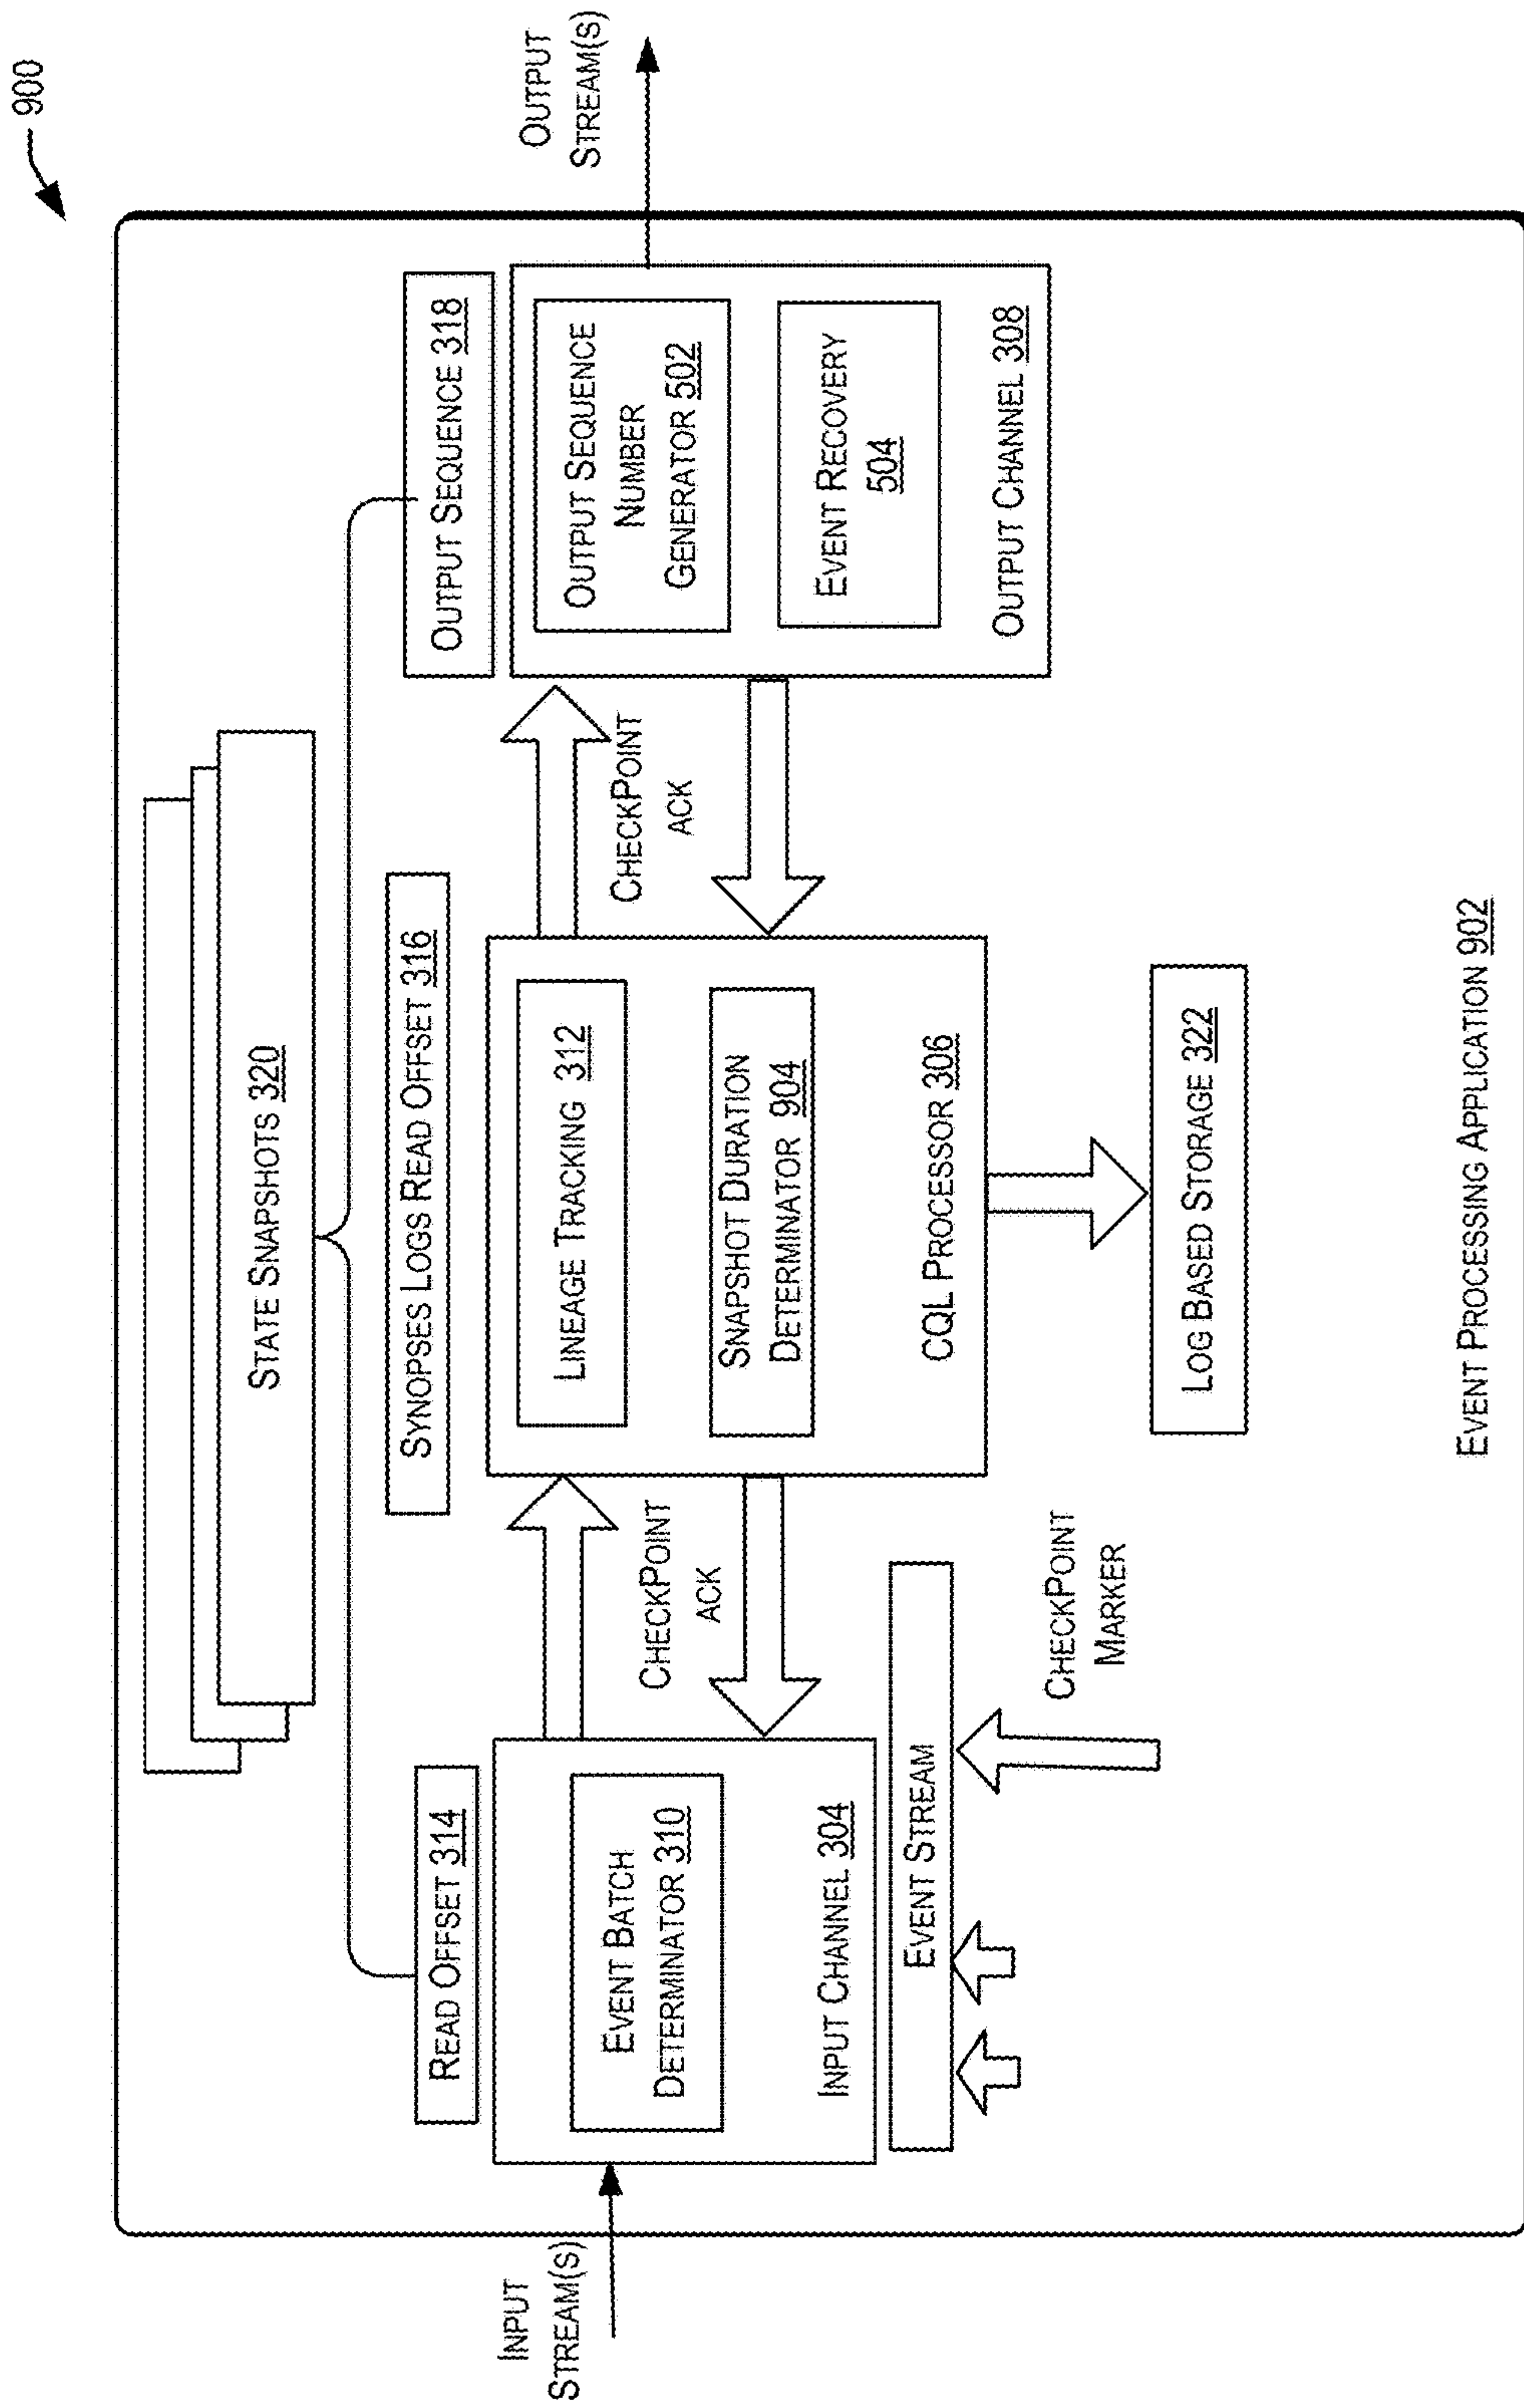 900
STATE SNAPSHOTS 320
READ OFFSET 314
SYNOPSES LOGS READ OFFSET 316
OUTPUT SEQUENCE 318
INPUT
STREAM(S)
EVENT BATCH
DETERMINATOR 310
INPUT CHANNEL 304
EVENT STREAM
CHECKPOINT
MARKER
CHECKPOINT
ACK
LINEAGE TRACKING 312
SNAPSHOT DURATION
DETERMINATOR 904
CQL PROCESSOR 306
LOG BASED STORAGE 322
CHECKPOINT
ACK
OUTPUT SEQUENCE
NUMBER
GENERATOR 502
EVENT RECOVERY
504
OUTPUT CHANNEL 308
OUTPUT
STREAM(S)
EVENT PROCESSING APPLICATION 902